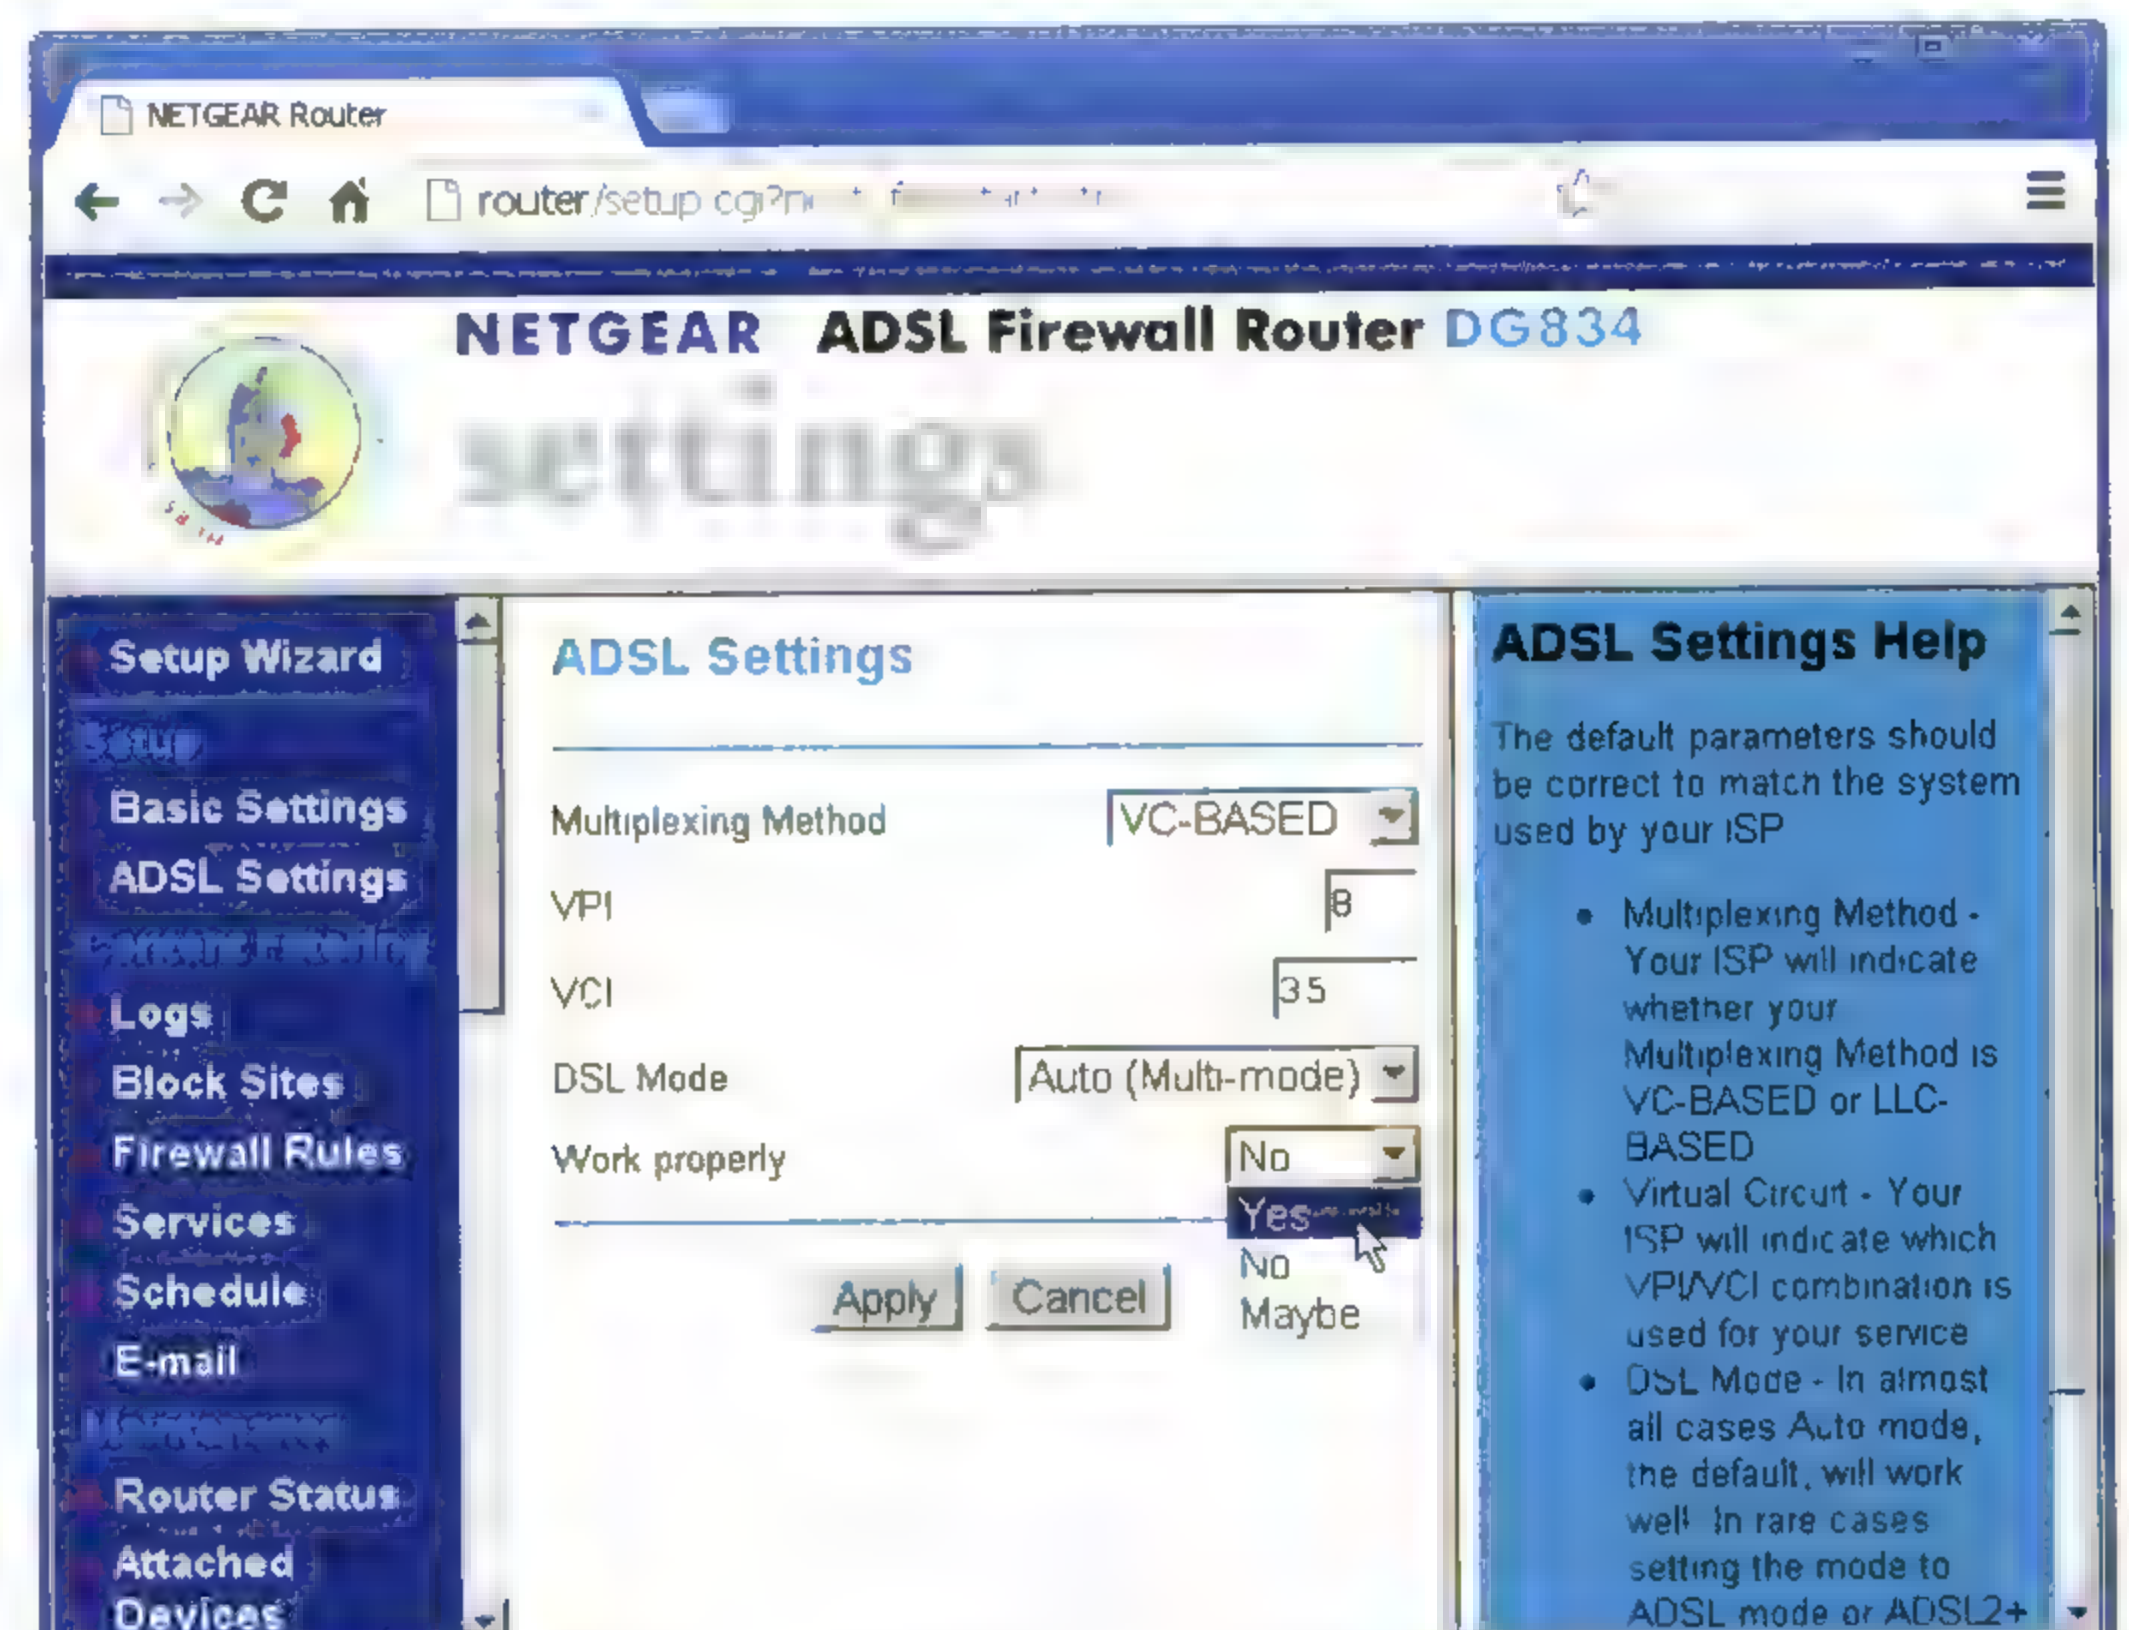 NETGEAR Router
router/setup.cgi?n
NETGEAR ADSL Firewall Router DG834
settings
Setup Wizard
Setup
Basic Settings
ADSL Settings
Logs
Block Sites
Firewall Rules
Services
Schedule
E-mail
Router Status
Attached
Devices
ADSL Settings
Multiplexing Method VC-BASED
VPI 8
VCI 35
DSL Mode Auto (Multi-mode)
Work properly No
Yes
No
Maybe
Apply Cancel
ADSL Settings Help
The default parameters should
be correct to match the system
used by your ISP
Multiplexing Method -
Your ISP will indicate
whether your
Multiplexing Method is
VC-BASED or LLC-
BASED
Virtual Circuit - Your
ISP will indicate which
VPI/VCI combination is
used for your service
DSL Mode - In almost
all cases Auto mode,
the default, will work
well. In rare cases
setting the mode to
ADSL mode or ADSL2+